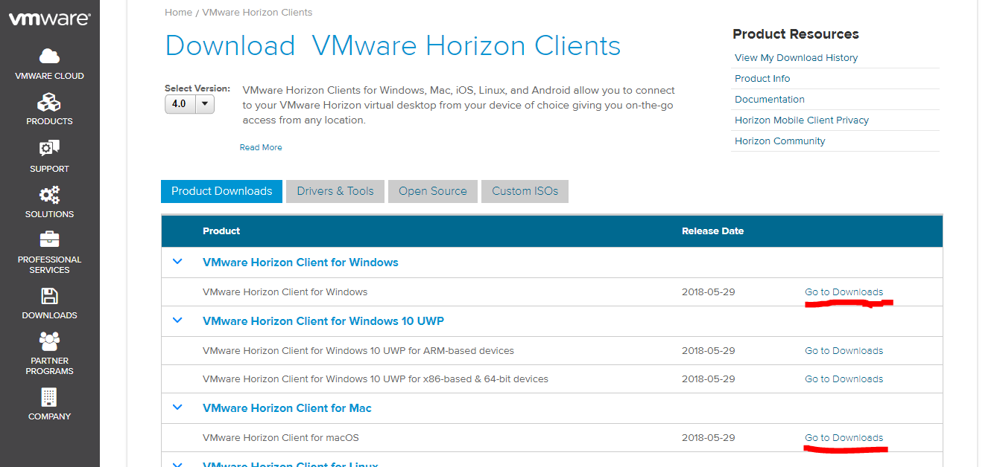 vmware®
VMWARE CLOUD
PRODUCTS
SUPPORT
SOLUTIONS
PROFESSIONAL
SERVICES
DOWNLOADS
PARTNER
PROGRAMS
COMPANY
Home / VMware Horizon Clients
Download VMware Horizon Clients
Select Version:
4.0
VMware Horizon Clients for Windows, Mac, iOS, Linux, and Android allow you to connect
to your VMware Horizon virtual desktop from your device of choice giving you on-the-go
access from any location.
Read More
Product Resources
View My Download History
Product Info
Documentation
Horizon Mobile Client Privacy
Horizon Community
Product Downloads Drivers & Tools Open Source Custom ISOs
Product Release Date
VMware Horizon Client for Windows
VMware Horizon Client for Windows 2018-05-29 Go to Downloads
VMware Horizon Client for Windows 10 UWP
VMware Horizon Client for Windows 10 UWP for ARM-based devices 2018-05-29 Go to Downloads
VMware Horizon Client for Windows 10 UWP for x86-based & 64-bit devices 2018-05-29 Go to Downloads
VMware Horizon Client for Mac
VMware Horizon Client for macOS 2018-05-29 Go to Downloads
VMware Horizon Client for Linux